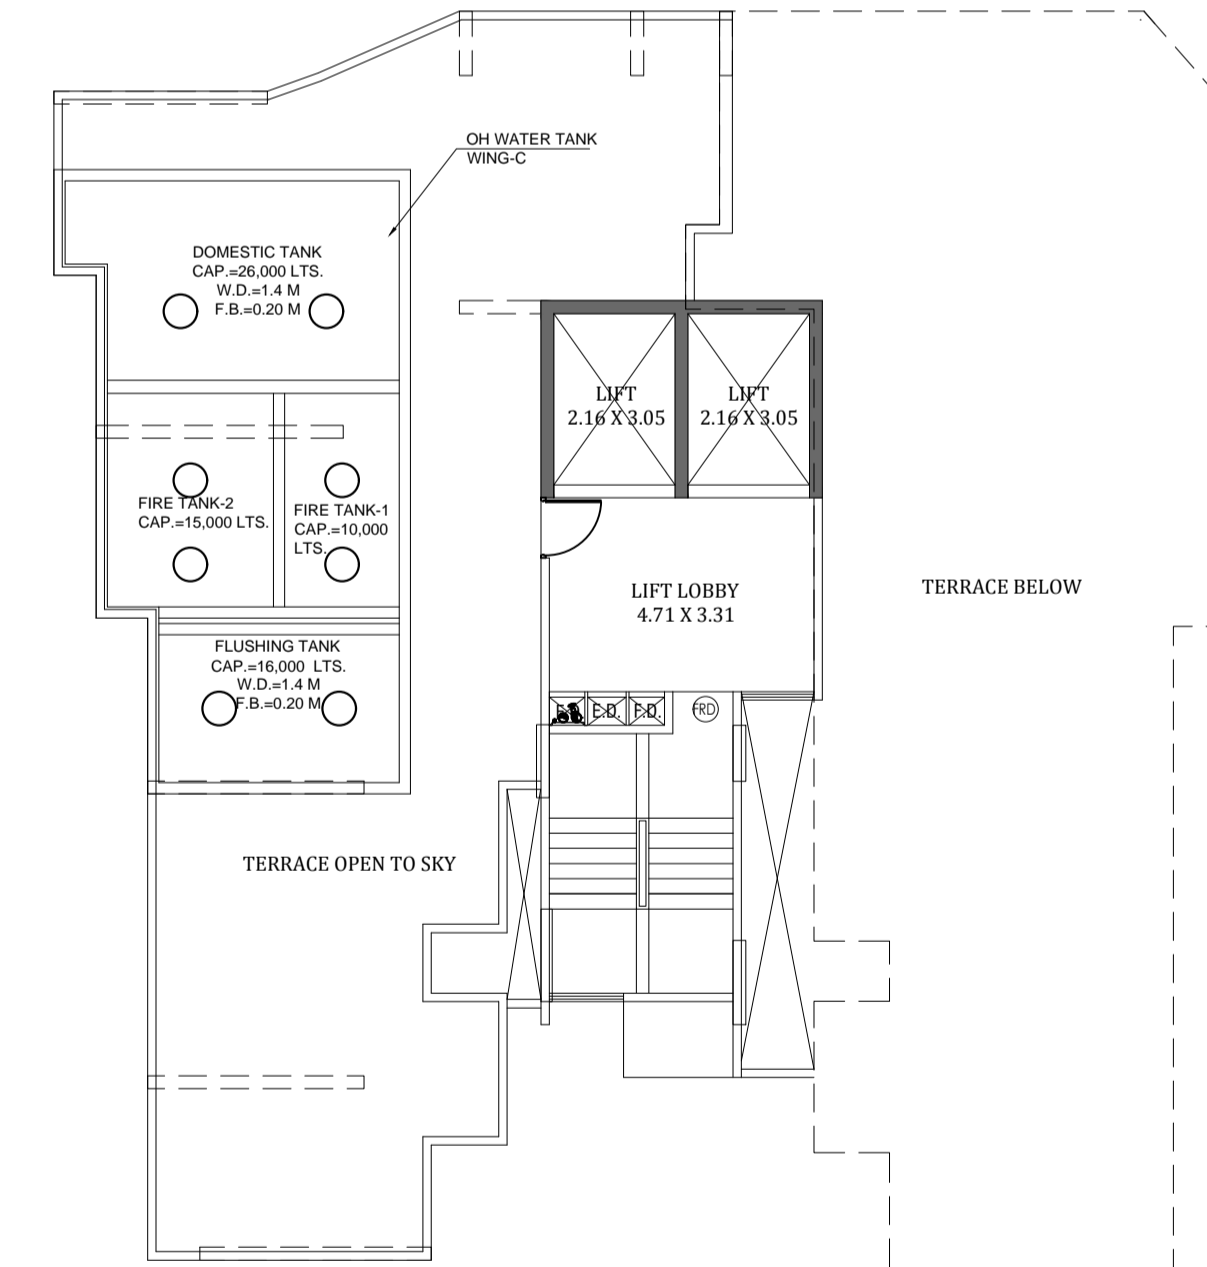 OH WATER TANK
WING-C
DOMESTIC TANK
CAP.=26,000 LTS.
W.D.=1.4 M
F.B.=0.20 M
LIFT
2.16 X 3.05
LIFT
2.16 X 3.05
FIRE TANK-2
CAP.=15,000 LTS.
FIRE TANK-1
CAP.=10,000
LTS.
LIFT LOBBY
4.71 X 3.31
TERRACE BELOW
FLUSHING TANK
CAP.=16,000 LTS.
W.D.=1.4 M
F.B.=0.20 M
E.D.
F.D.
FRD
TERRACE OPEN TO SKY